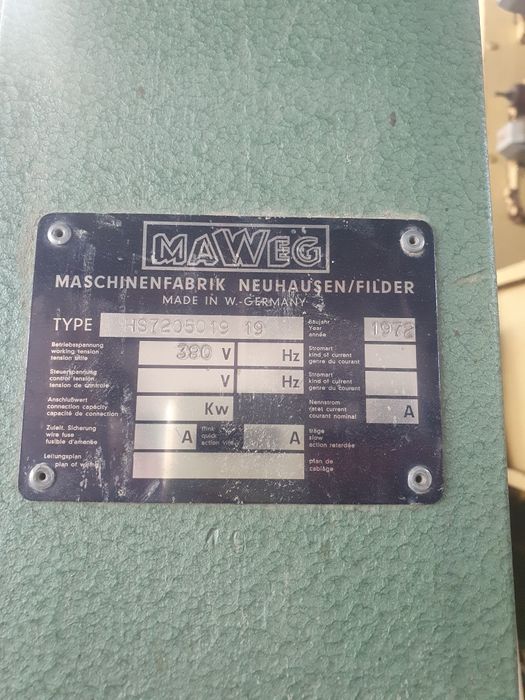 MAWEG
MASCHINENFABRIK NEUHAUSEN/FILDER
MADE IN W.-GERMANY
TYPE HS7205019 19 Baujahr Year année 1972
Betriebsspannung working tension tension utile 380 V Hz Stromart kind of current genre du courant
Steuerspannung control tension tension de contrôle V Hz Stromart kind of current genre du courant
Anschlußwert connection capacity capacité de connection Kw Nennstrom rated current courant nominal A
Zuleit. Sicherung wire fuse fusible d'amenée A flink quick action vive A träge slow action retardée
Leitungsplan plan of plan de câblage
19